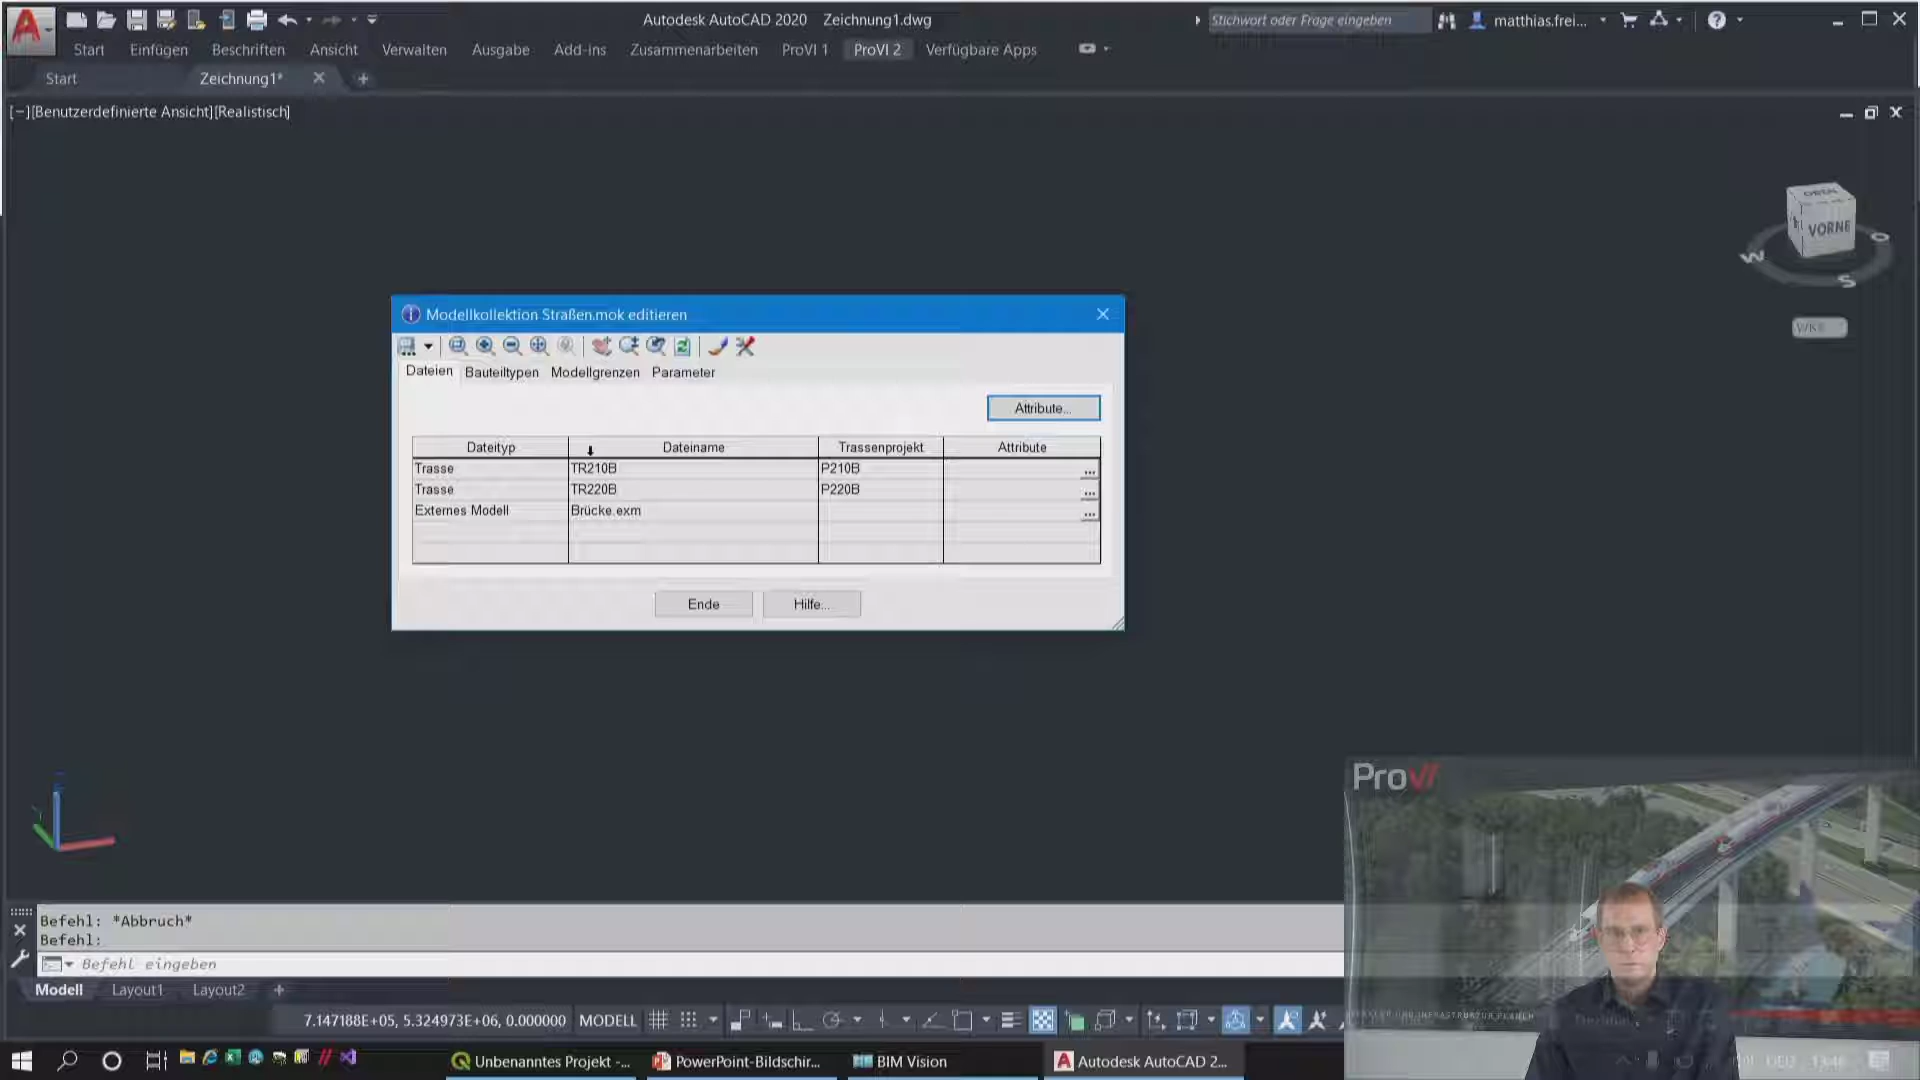 Autodesk AutoCAD 2020 Zeichnung1.dwg
Stichwort oder Frage eingeben
matthias.frei...
Start Einfügen Beschriften Ansicht Verwalten Ausgabe Add-ins Zusammenarbeiten ProVI 1 ProVI 2 Verfügbare Apps
Start Zeichnung1*
[−][Benutzerdefinierte Ansicht][Realistisch]
OBEN
VORNE
W
S
O
WKS
Modellkollektion Straßen.mok editieren
Dateien Bauteiltypen Modellgrenzen Parameter
Attribute...
Dateityp Dateiname Trassenprojekt Attribute
Trasse TR210B P210B ...
Trasse TR220B P220B ...
Externes Modell Brücke.exm ...
Ende Hilfe...
ProVI
Befehl: *Abbruch*
Befehl:
Befehl eingeben
Modell Layout1 Layout2
7.147188E+05, 5.324973E+06, 0.000000 MODELL
Unbenanntes Projekt -... PowerPoint-Bildschir... BIM Vision Autodesk AutoCAD 2...